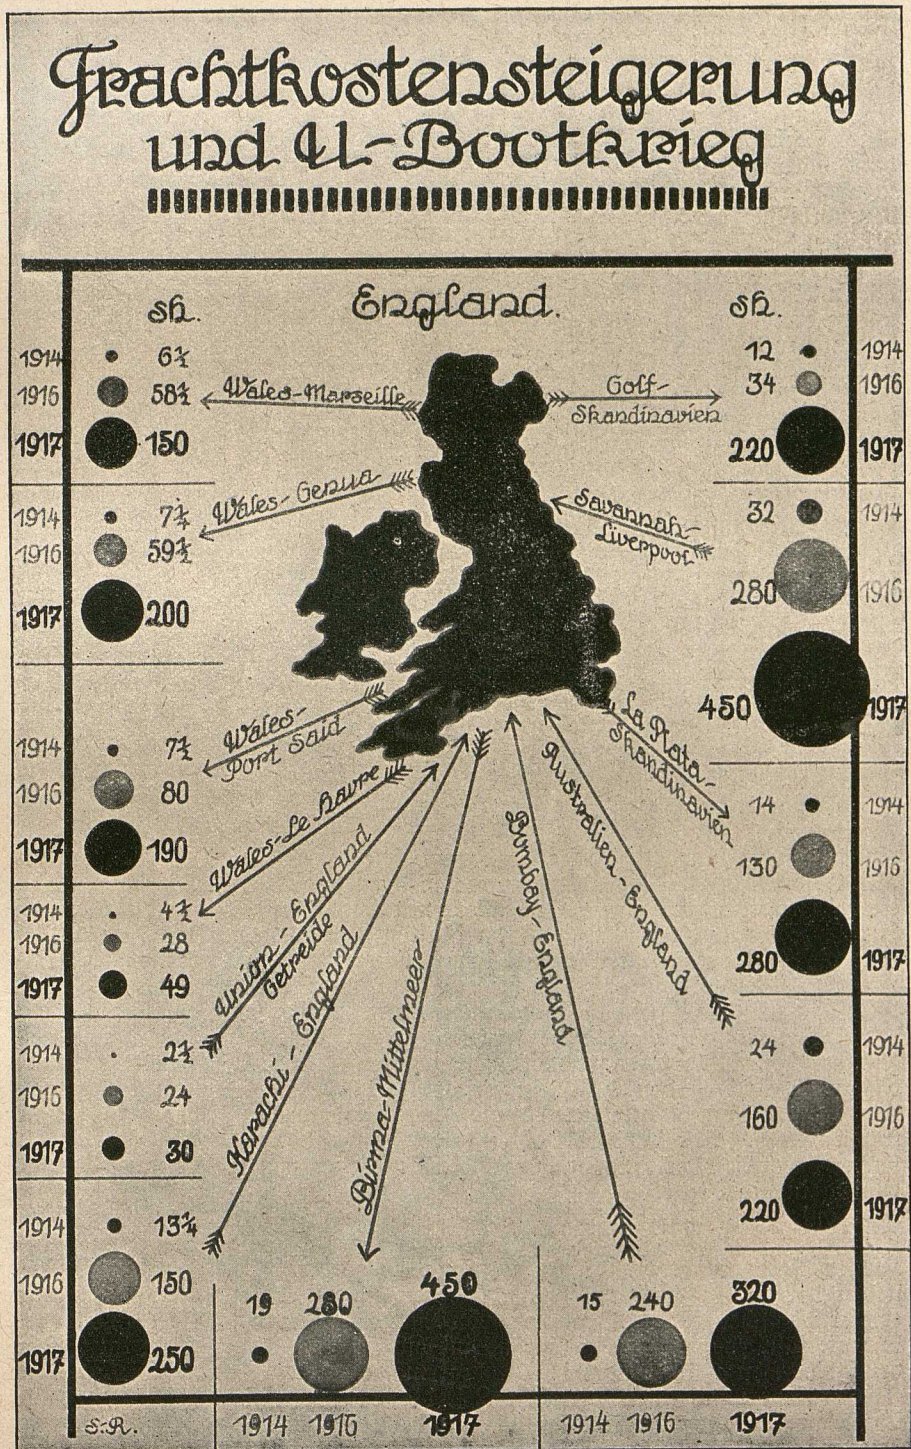 Frachtkostensteigerung
und U-Bootkrieg
England.
sh.
1914 6½
1916 58½
1917 150
Wales-Marseille
1914 7¼
1916 59½
1917 200
Wales-Genua
1914 7½
1916 80
1917 190
Wales-
Port Said
1914 4½
1916 28
1917 49
Wales-Le Havre
1914 2½
1916 24
1917 30
Union-England
Getreide
1914 13¼
1916 150
1917 250
Karachi-England
sh.
12 1914
34 1916
220 1917
Golf-
Skandinavien
32 1914
280 1916
450 1917
Savannah-
Liverpool
14 1914
130 1916
280 1917
La Plata-
Skandinavien
24 1914
160 1916
220 1917
Australien-England
Birma-Mittelmeer
19 280 450
1914 1916 1917
Bombay-England
15 240 320
1914 1916 1917
S.R.